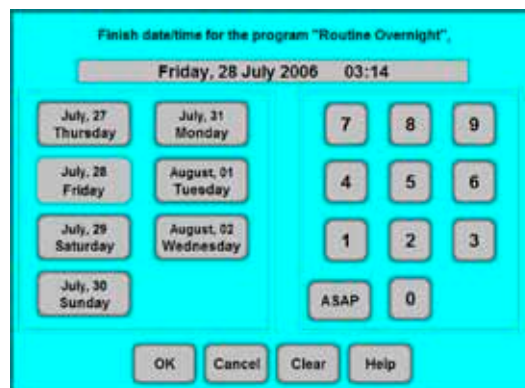 Finish date/time for the program "Routine Overnight",
Friday, 28 July 2006 03:14
July, 27
Thursday
July, 28
Friday
July, 29
Saturday
July, 30
Sunday
July, 31
Monday
August, 01
Tuesday
August, 02
Wednesday
7 8 9
4 5 6
1 2 3
ASAP 0
OK Cancel Clear Help